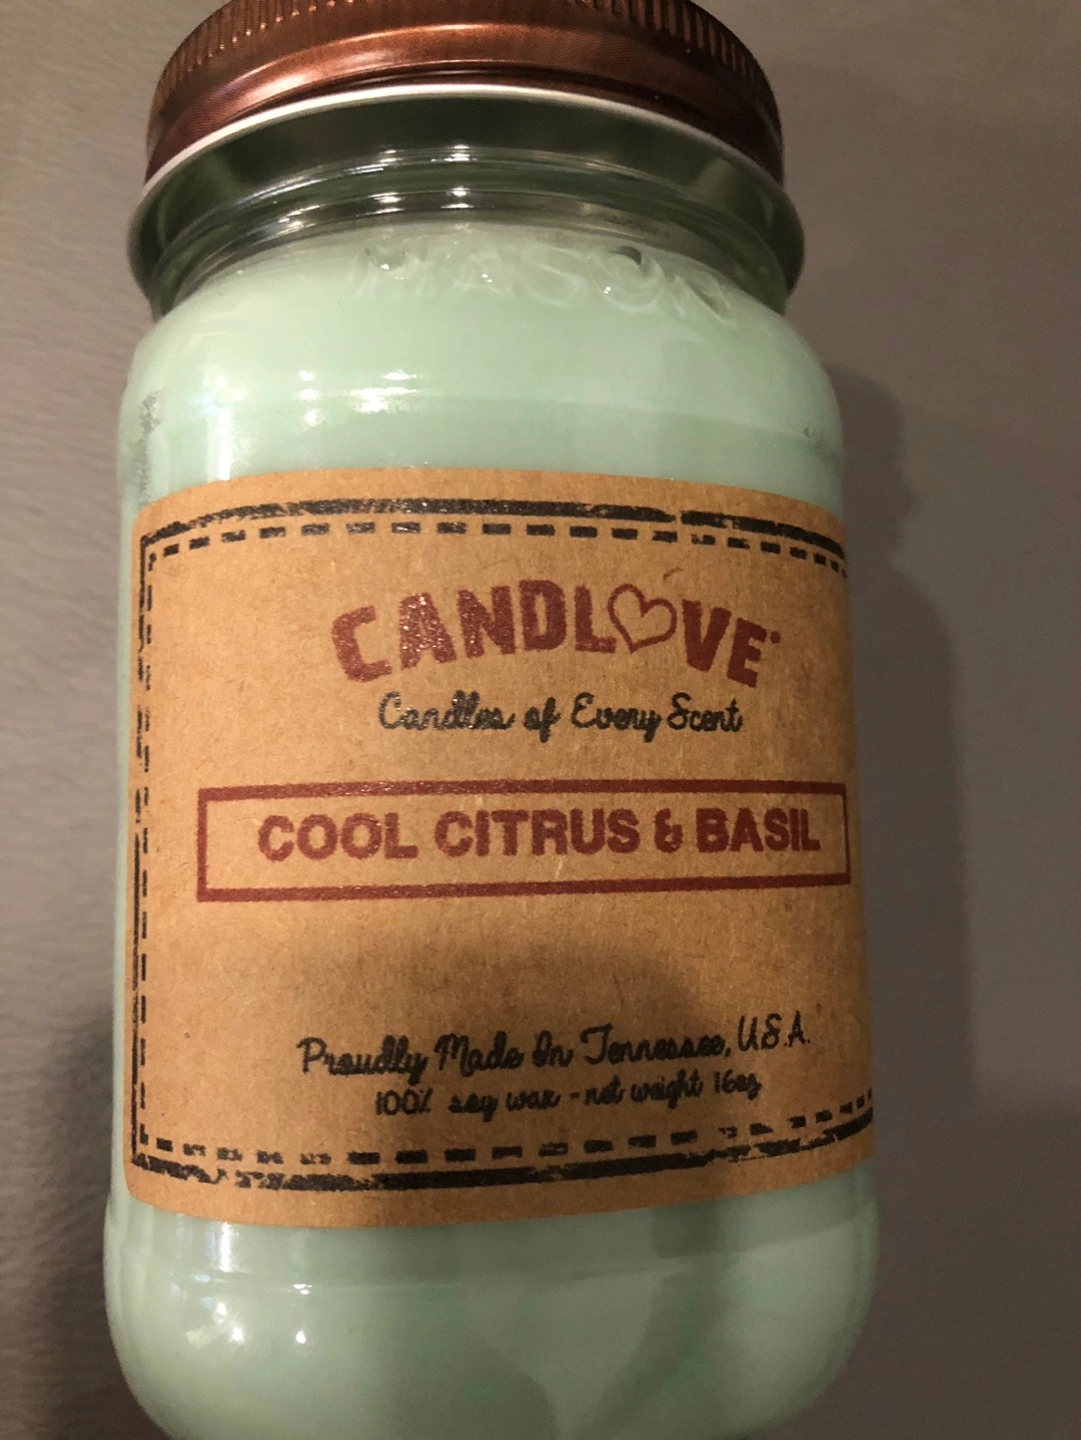 MASON
CANDLOVE
Candles of Every Scent
COOL CITRUS & BASIL
Proudly Made In Tennessee, U.S.A.
100% soy wax - net weight 16oz